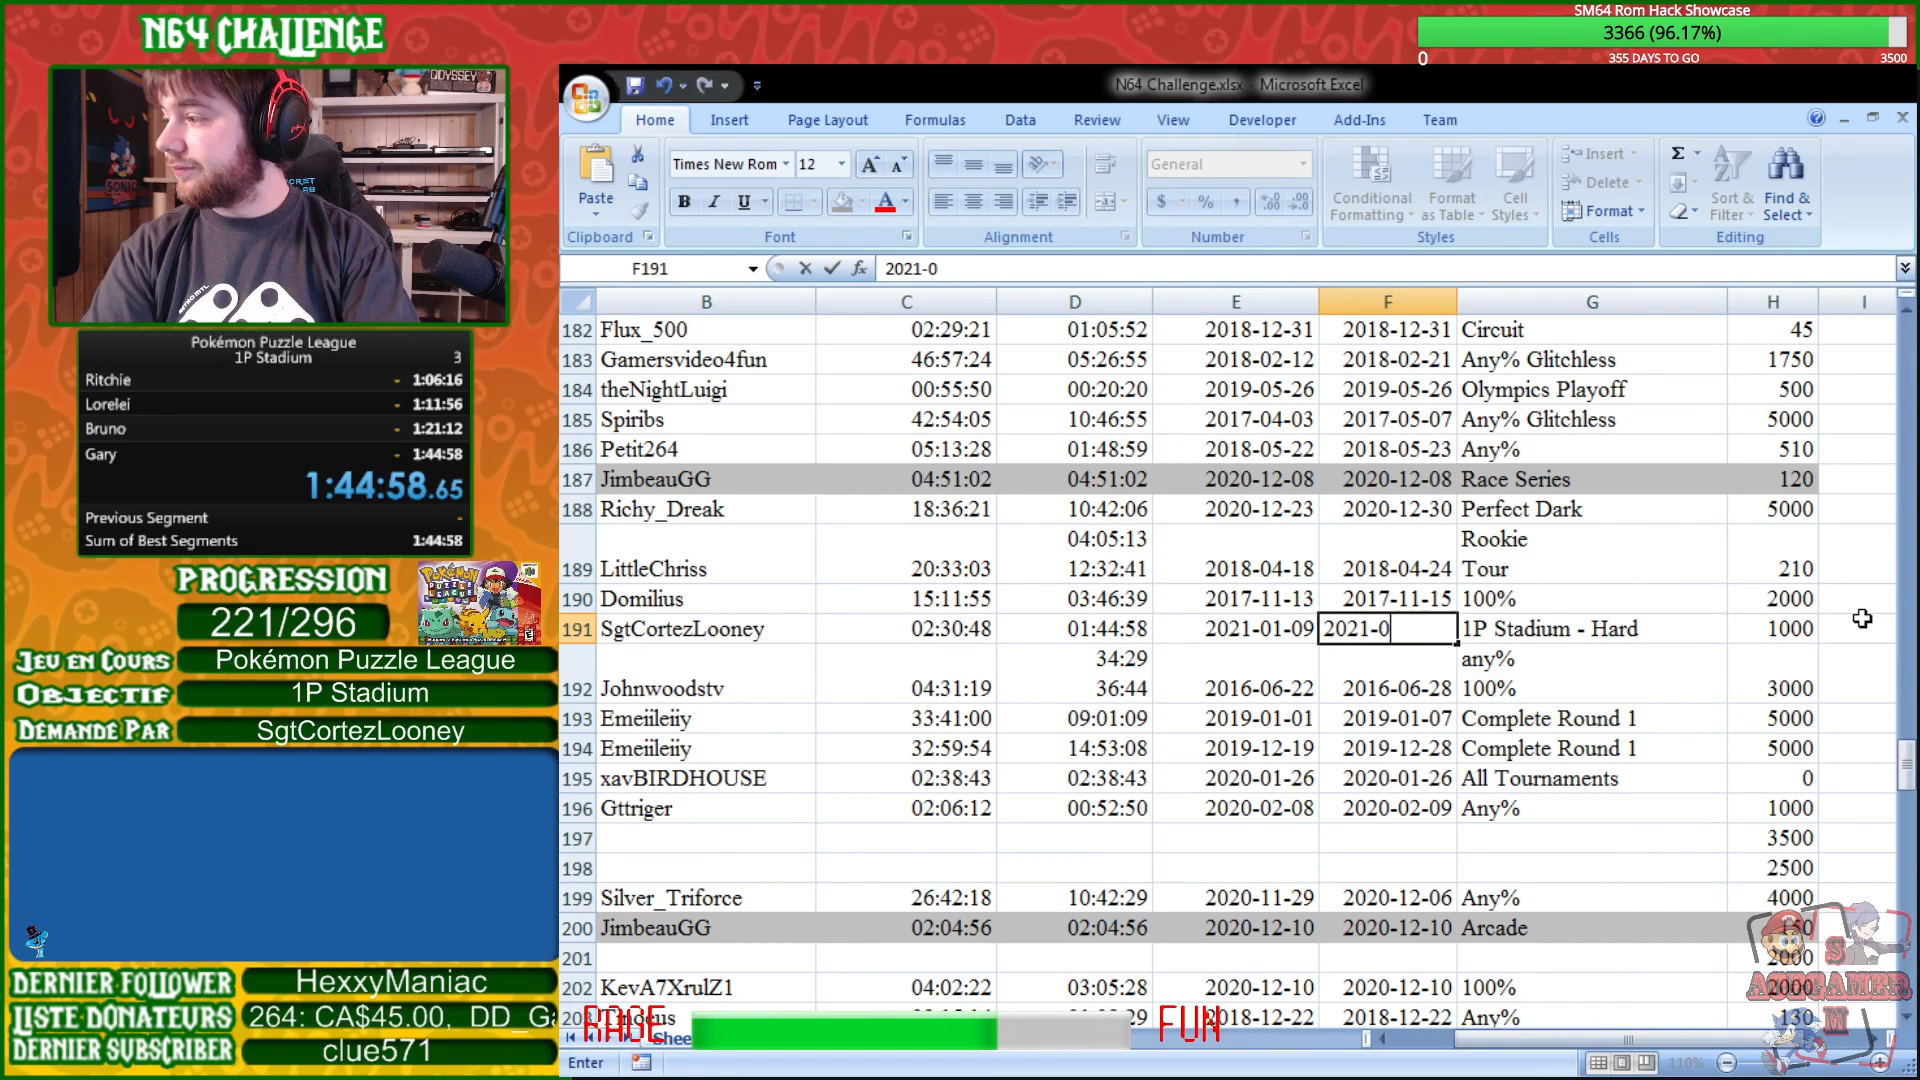 N64 CHALLENGE
SM64 Rom Hack Showcase
3366 (96.17%)
0 355 DAYS TO GO 3500
ODYSSEY
SONIC
Pokémon Puzzle League
1P Stadium 3
Ritchie - 1:06:16
Lorelei - 1:11:56
Bruno - 1:21:12
Gary - 1:44:58
1:44:58.65
Previous Segment -
Sum of Best Segments 1:44:58
PROGRESSION
221/296
JEU EN COURS Pokémon Puzzle League
OBJECTIF 1P Stadium
DEMANDÉ PAR SgtCortezLooney
DERNIER FOLLOWER HexxyManiac
LISTE DONATEURS 264: CA$45.00, DD_Ga
DERNIER SUBSCRIBER clue571
N64 Challenge.xlsx - Microsoft Excel
Home Insert Page Layout Formulas Data Review View Developer Add-Ins Team
Paste
Clipboard
Times New Rom 12
B I U A
Font
Alignment
General
$ % ,
Number
Conditional Formatting
Format as Table
Cell Styles
Styles
Insert
Delete
Format
Cells
Σ
Sort & Filter
Find & Select
Editing
F191 fx 2021-0
B C D E F G H I
182 Flux_500 02:29:21 01:05:52 2018-12-31 2018-12-31 Circuit 45
183 Gamersvideo4fun 46:57:24 05:26:55 2018-02-12 2018-02-21 Any% Glitchless 1750
184 theNightLuigi 00:55:50 00:20:20 2019-05-26 2019-05-26 Olympics Playoff 500
185 Spiribs 42:54:05 10:46:55 2017-04-03 2017-05-07 Any% Glitchless 5000
186 Petit264 05:13:28 01:48:59 2018-05-22 2018-05-23 Any% 510
187 JimbeauGG 04:51:02 04:51:02 2020-12-08 2020-12-08 Race Series 120
188 Richy_Dreak 18:36:21 10:42:06 2020-12-23 2020-12-30 Perfect Dark 5000
04:05:13 Rookie
189 LittleChriss 20:33:03 12:32:41 2018-04-18 2018-04-24 Tour 210
190 Domilius 15:11:55 03:46:39 2017-11-13 2017-11-15 100% 2000
191 SgtCortezLooney 02:30:48 01:44:58 2021-01-09 2021-0 1P Stadium - Hard 1000
34:29 any%
192 Johnwoodstv 04:31:19 36:44 2016-06-22 2016-06-28 100% 3000
193 Emeiileiiy 33:41:00 09:01:09 2019-01-01 2019-01-07 Complete Round 1 5000
194 Emeiileiiy 32:59:54 14:53:08 2019-12-19 2019-12-28 Complete Round 1 5000
195 xavBIRDHOUSE 02:38:43 02:38:43 2020-01-26 2020-01-26 All Tournaments 0
196 Gttriger 02:06:12 00:52:50 2020-02-08 2020-02-09 Any% 1000
197 3500
198 2500
199 Silver_Triforce 26:42:18 10:42:29 2020-11-29 2020-12-06 Any% 4000
200 JimbeauGG 02:04:56 02:04:56 2020-12-10 2020-12-10 Arcade
201 2000
202 KevA7XrulZ1 04:02:22 03:05:28 2020-12-10 2020-12-10 100% 2000
2018-12-22 2018-12-22 Any% 130
RAGE FUN
Shee
Enter 110%